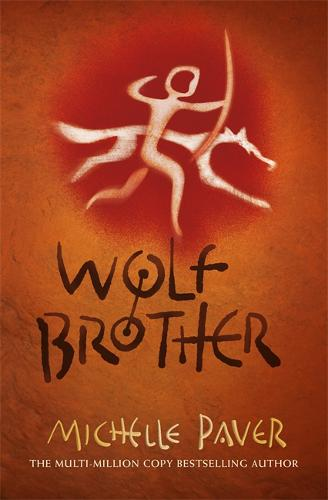 WOLF
BROTHER
MICHELLE PAVER
THE MULTI-MILLION COPY BESTSELLING AUTHOR